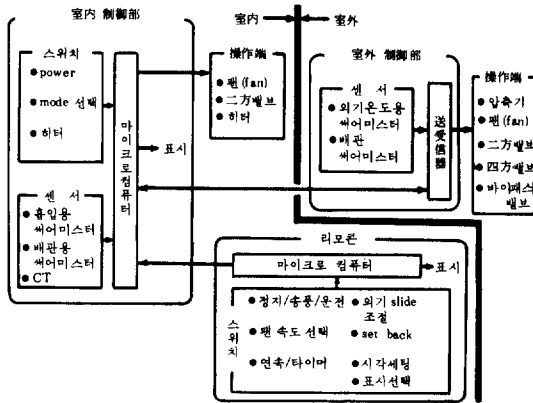 室内 制御部
室内
室外
스위치
● power
● mode 선택
● 히터
마이크로컴퓨터
操作端
● 팬(fan)
● 二方밸브
● 히터
표시
센서
● 흡입용
써어미스터
● 배관용
써어미스터
● CT
室外 制御部
센서
● 외기온도용
써어미스터
● 배관
써어미스터
送受信器
操作端
● 압축기
● 팬(fan)
● 二方밸브
● 四方밸브
● 바이패스
밸브
리모콘
마이크로 컴퓨터
표시
스위치
● 정지/송풍/운전
● 팬 속도 선택
● 연속/타이머
● 외기 slide
조절
● set back
● 시각세팅
● 표시선택